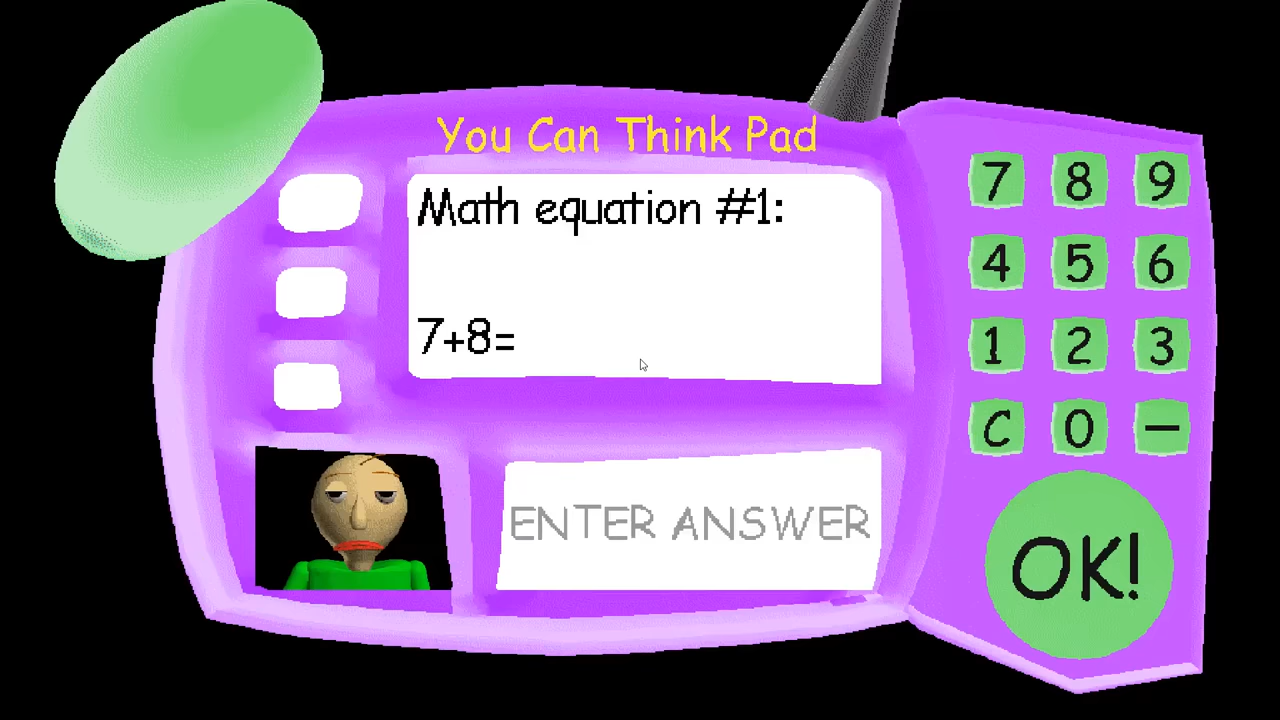 You Can Think Pad
Math equation #1:
7+8=
ENTER ANSWER
7 8 9
4 5 6
1 2 3
C 0 –
OK!